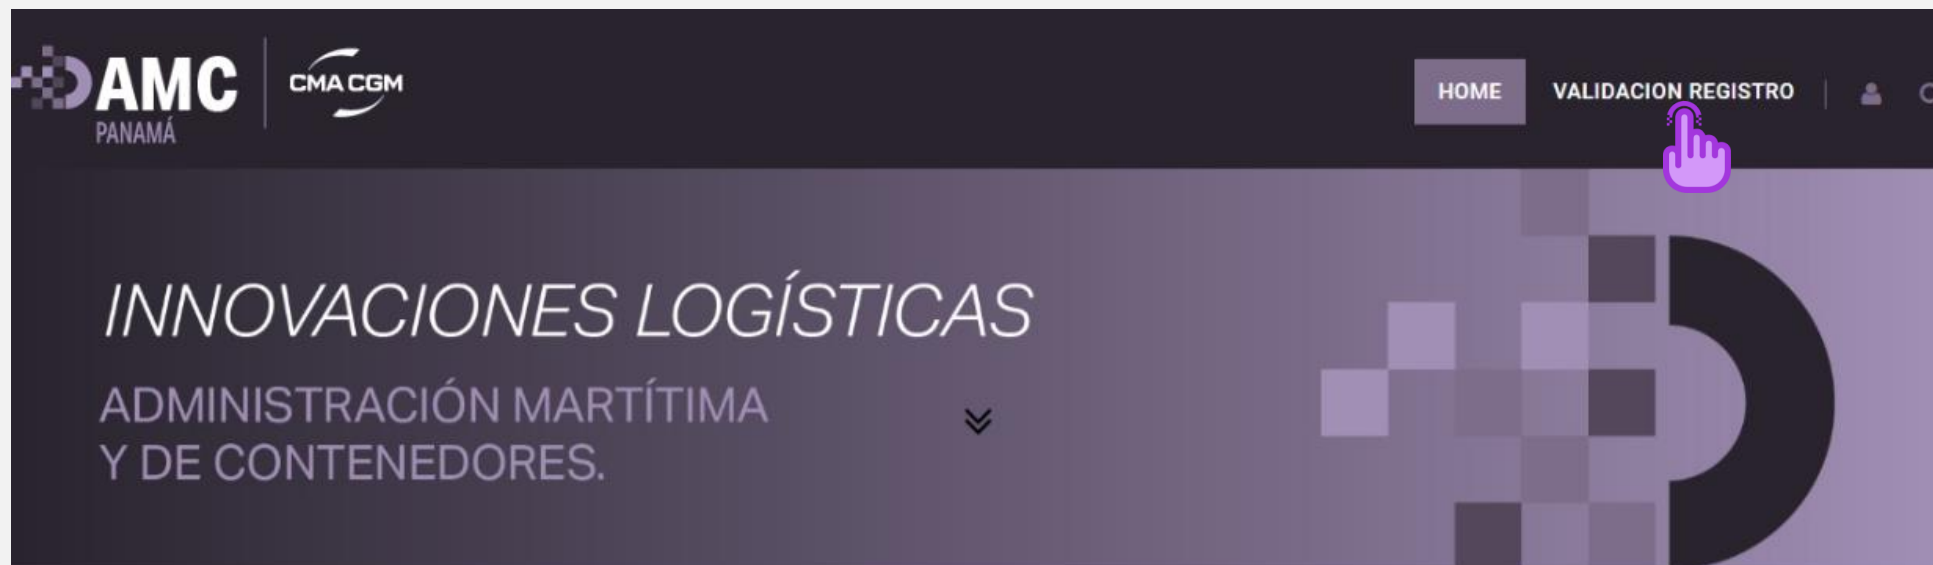 AMC
PANAMÁ
CMA CGM
HOME
VALIDACION REGISTRO
INNOVACIONES LOGÍSTICAS
ADMINISTRACIÓN MARTÍTIMA
Y DE CONTENEDORES.